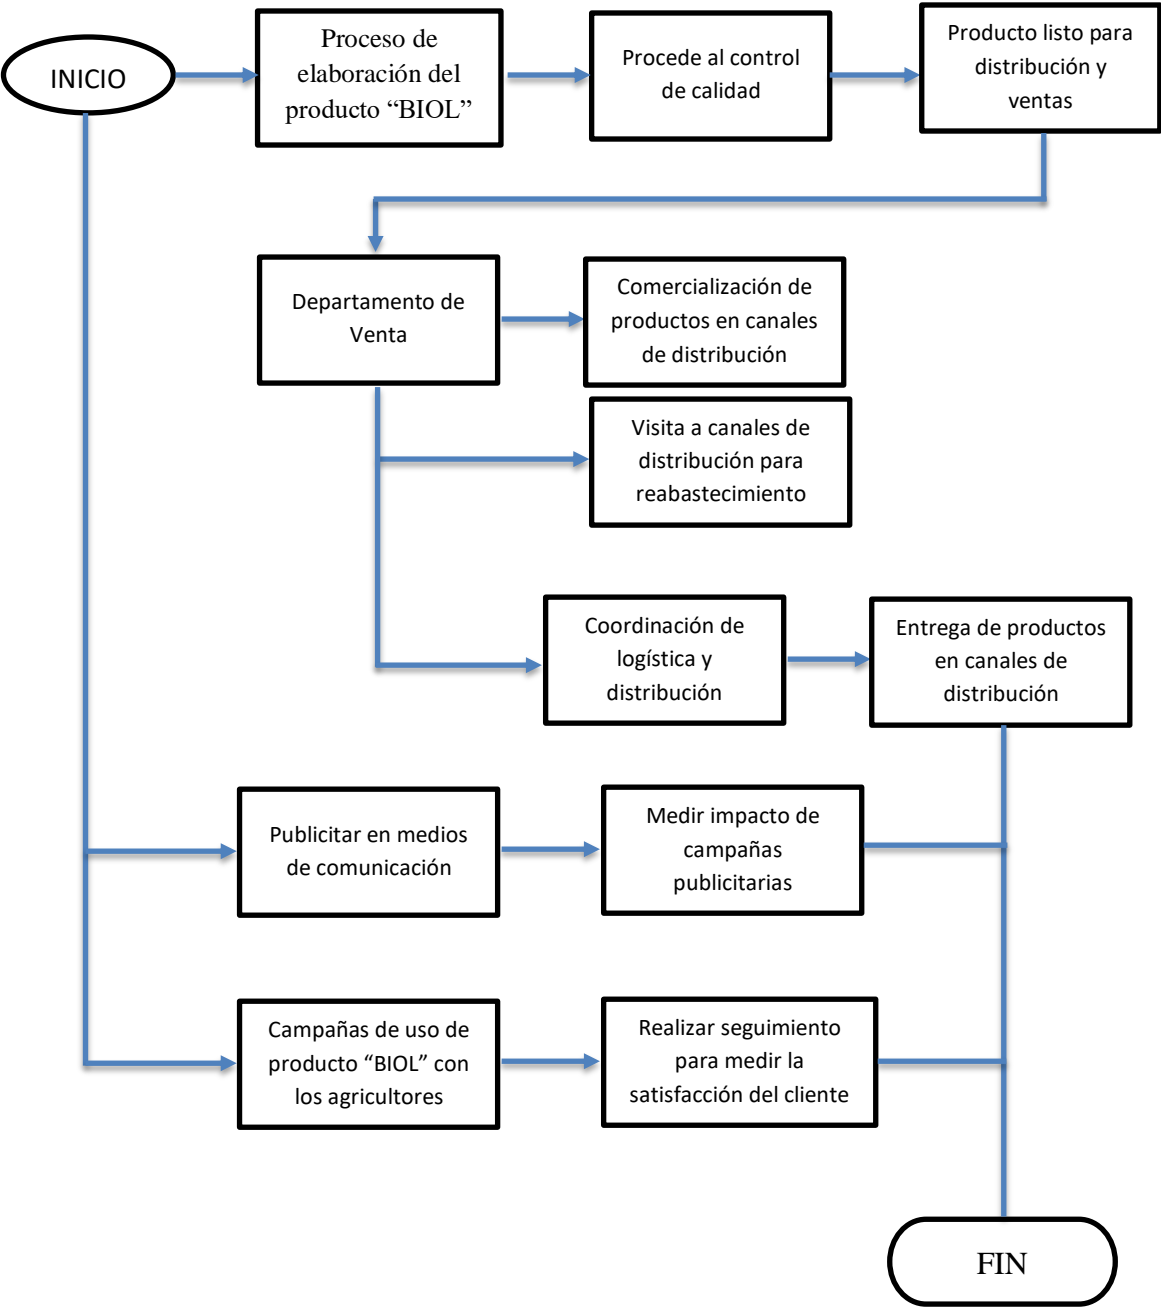 INICIO
Proceso de
elaboración del
producto “BIOL”
Procede al control
de calidad
Producto listo para
distribución y
ventas
Departamento de
Venta
Comercialización de
productos en canales
de distribución
Visita a canales de
distribución para
reabastecimiento
Coordinación de
logística y
distribución
Entrega de productos
en canales de
distribución
Publicitar en medios
de comunicación
Medir impacto de
campañas
publicitarias
Campañas de uso de
producto “BIOL” con
los agricultores
Realizar seguimiento
para medir la
satisfacción del cliente
FIN